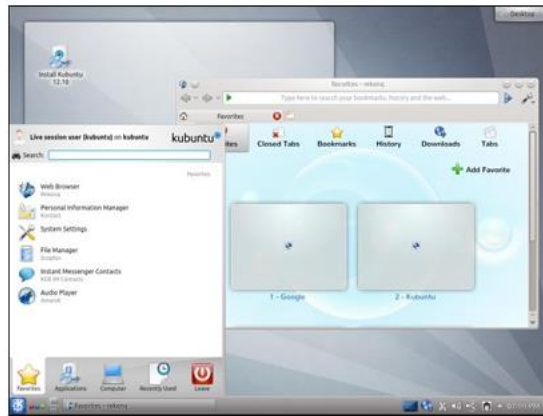 Desktop
Install Kubuntu
12.10
Favorites - rekonq
Type here to search your bookmarks, history and the web...
Favorites
Live session user (kubuntu) on kubuntu
kubuntu
Search:
Favorites
Web Browser
Rekonq
Personal Information Manager
Kontact
System Settings
File Manager
Dolphin
Instant Messenger Contacts
KDE IM Contacts
Audio Player
Amarok
Favorites
Applications
Computer
Recently Used
Leave
ites
Closed Tabs
Bookmarks
History
Downloads
Tabs
Add Favorite
1 - Google
2 - Kubuntu
Favorites - rekonq